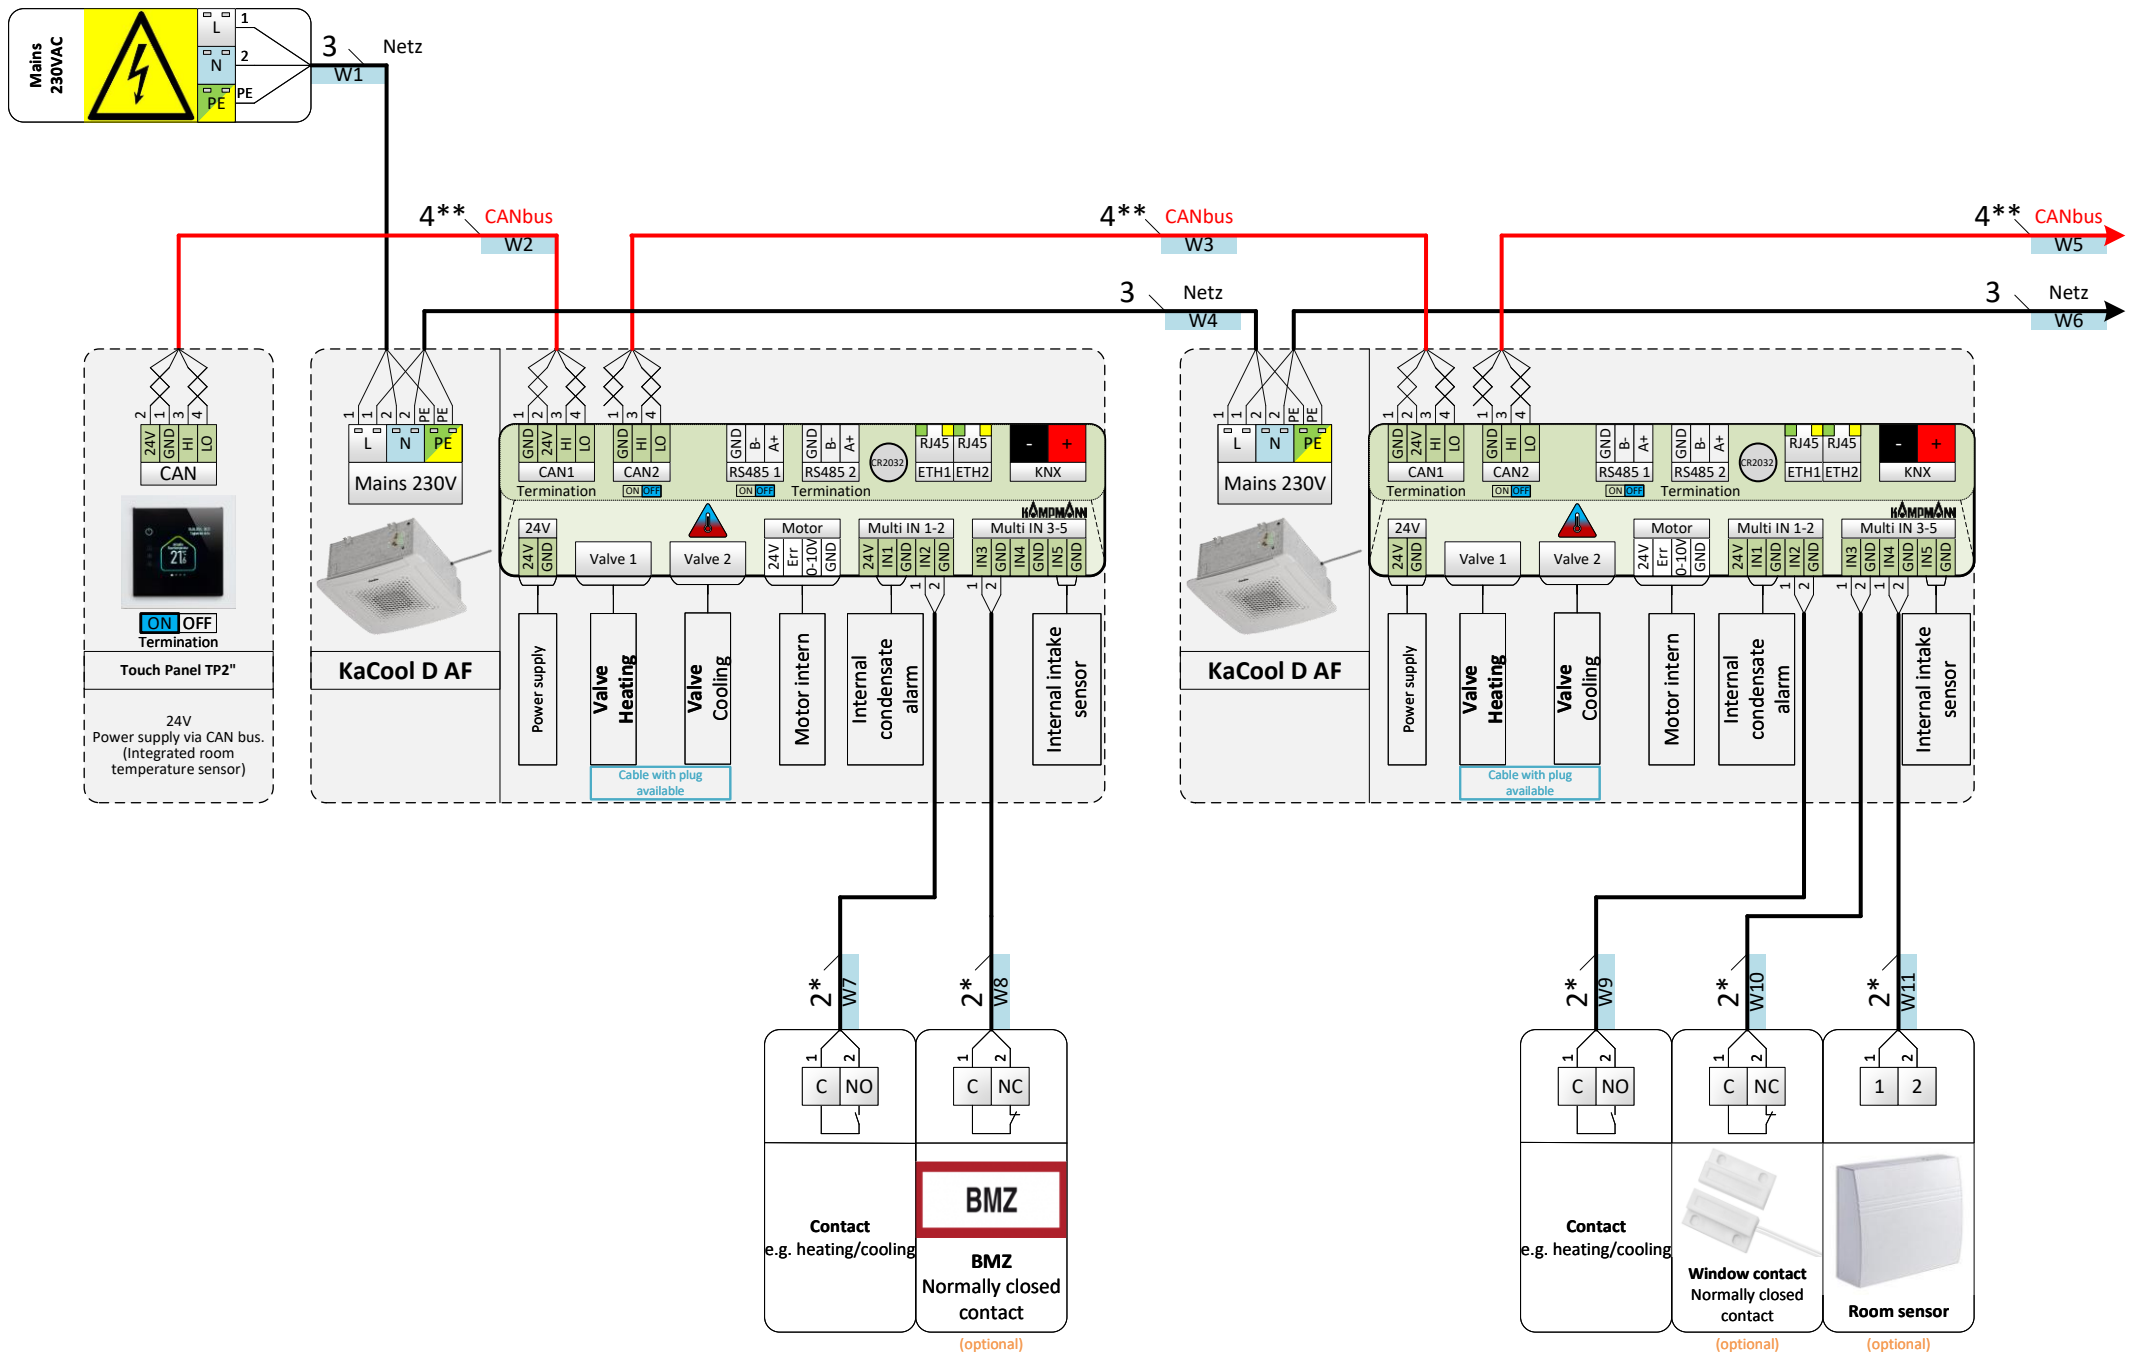 Mains
230VAC
L
N
PE
1
2
PE
3
Netz
W1
4**
CANbus
W2
4**
CANbus
W3
4**
CANbus
W5
3
Netz
W4
3
Netz
W6
2
1
3
4
24V
GND
HI
LO
CAN
ON OFF
Termination
Touch Panel TP2"
24V
Power supply via CAN bus.
(Integrated room
temperature sensor)
1
1
2
2
PE
PE
L
N
PE
Mains 230V
KaCool D AF
1
2
3
4
GND
24V
HI
LO
CAN1
1
3
4
GND
HI
LO
CAN2
GND
B-
A+
RS485 1
GND
B-
A+
RS485 2
CR2032
RJ45 RJ45
ETH1 ETH2
- +
KNX
Termination
ON OFF
ON OFF
Termination
KAMPMANN
24V
24V
GND
Valve 1
Valve 2
Motor
24V
Err
0-10V
GND
Multi IN 1-2
24V
IN1
GND
IN2
GND
Multi IN 3-5
IN3
GND
IN4
GND
IN5
GND
1
2
1
2
Power supply
Valve
Heating
Valve
Cooling
Motor intern
Internal
condensate
alarm
Internal intake
sensor
Cable with plug
available
1
1
2
2
PE
PE
L
N
PE
Mains 230V
KaCool D AF
1
2
3
4
GND
24V
HI
LO
CAN1
1
3
4
GND
HI
LO
CAN2
GND
B-
A+
RS485 1
GND
B-
A+
RS485 2
CR2032
RJ45 RJ45
ETH1 ETH2
- +
KNX
Termination
ON OFF
ON OFF
Termination
KAMPMANN
24V
24V
GND
Valve 1
Valve 2
Motor
24V
Err
0-10V
GND
Multi IN 1-2
24V
IN1
GND
IN2
GND
Multi IN 3-5
IN3
GND
IN4
GND
IN5
GND
1
2
1
2
1
2
Power supply
Valve
Heating
Valve
Cooling
Motor intern
Internal
condensate
alarm
Internal intake
sensor
Cable with plug
available
2*
W7
1
2
C NO
Contact
e.g. heating/cooling
2*
W8
1
2
C NC
BMZ
BMZ
Normally closed
contact
(optional)
2*
W9
1
2
C NO
Contact
e.g. heating/cooling
2*
W10
1
2
C NC
Window contact
Normally closed
contact
(optional)
2*
W11
1
2
1 2
Room sensor
(optional)